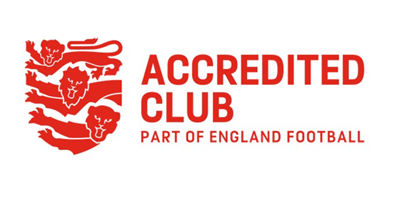 ACCREDITED
CLUB
PART OF ENGLAND FOOTBALL